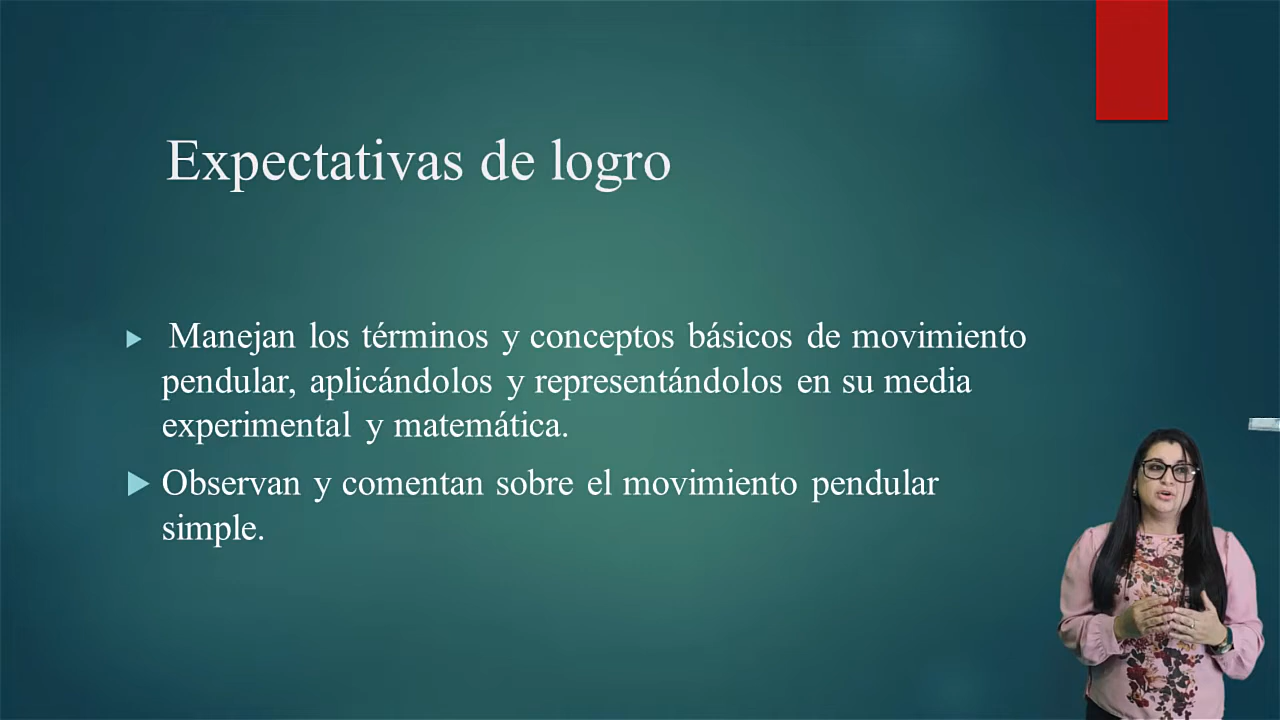 Expectativas de logro
Manejan los términos y conceptos básicos de movimiento
pendular, aplicándolos y representándolos en su media
experimental y matemática.
Observan y comentan sobre el movimiento pendular
simple.